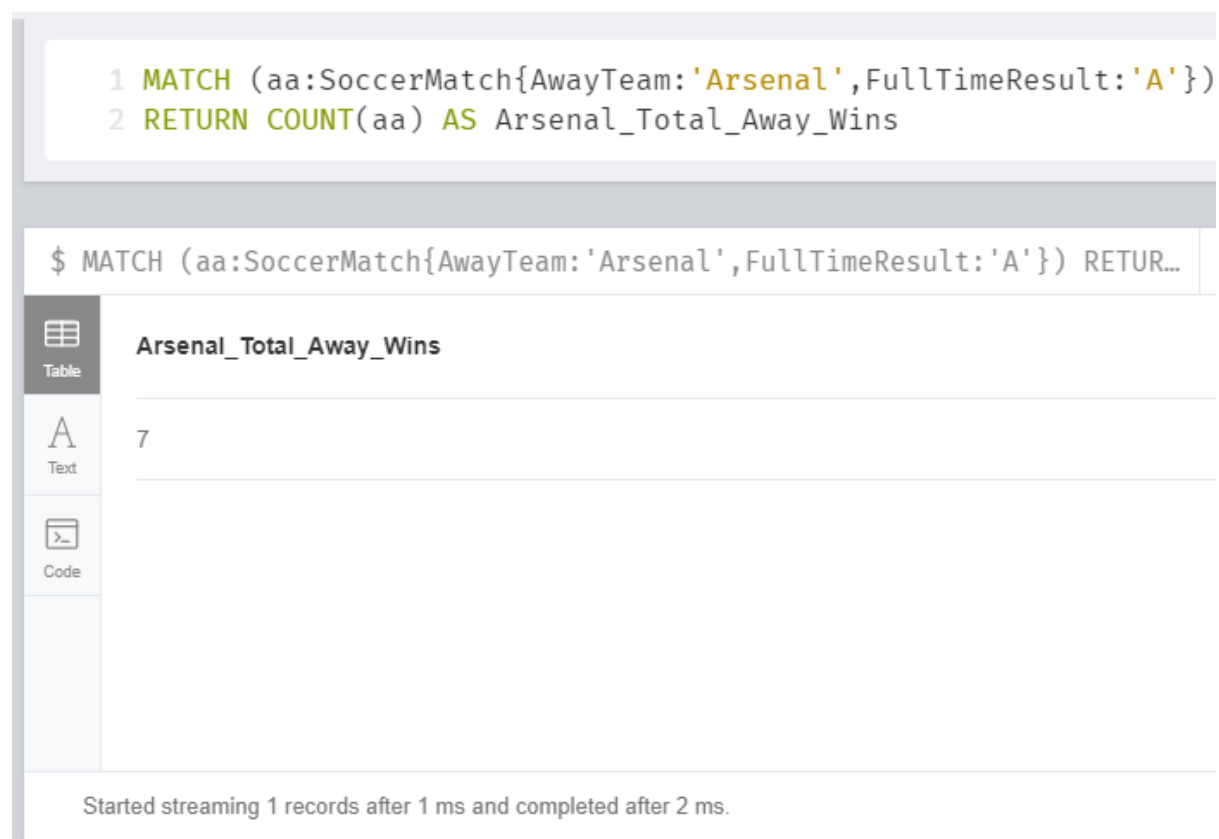 1 MATCH (aa:SoccerMatch{AwayTeam:'Arsenal',FullTimeResult:'A'})
2 RETURN COUNT(aa) AS Arsenal_Total_Away_Wins
$ MATCH (aa:SoccerMatch{AwayTeam:'Arsenal',FullTimeResult:'A'}) RETUR…
Table
Arsenal_Total_Away_Wins
A
Text
7
Code
Started streaming 1 records after 1 ms and completed after 2 ms.